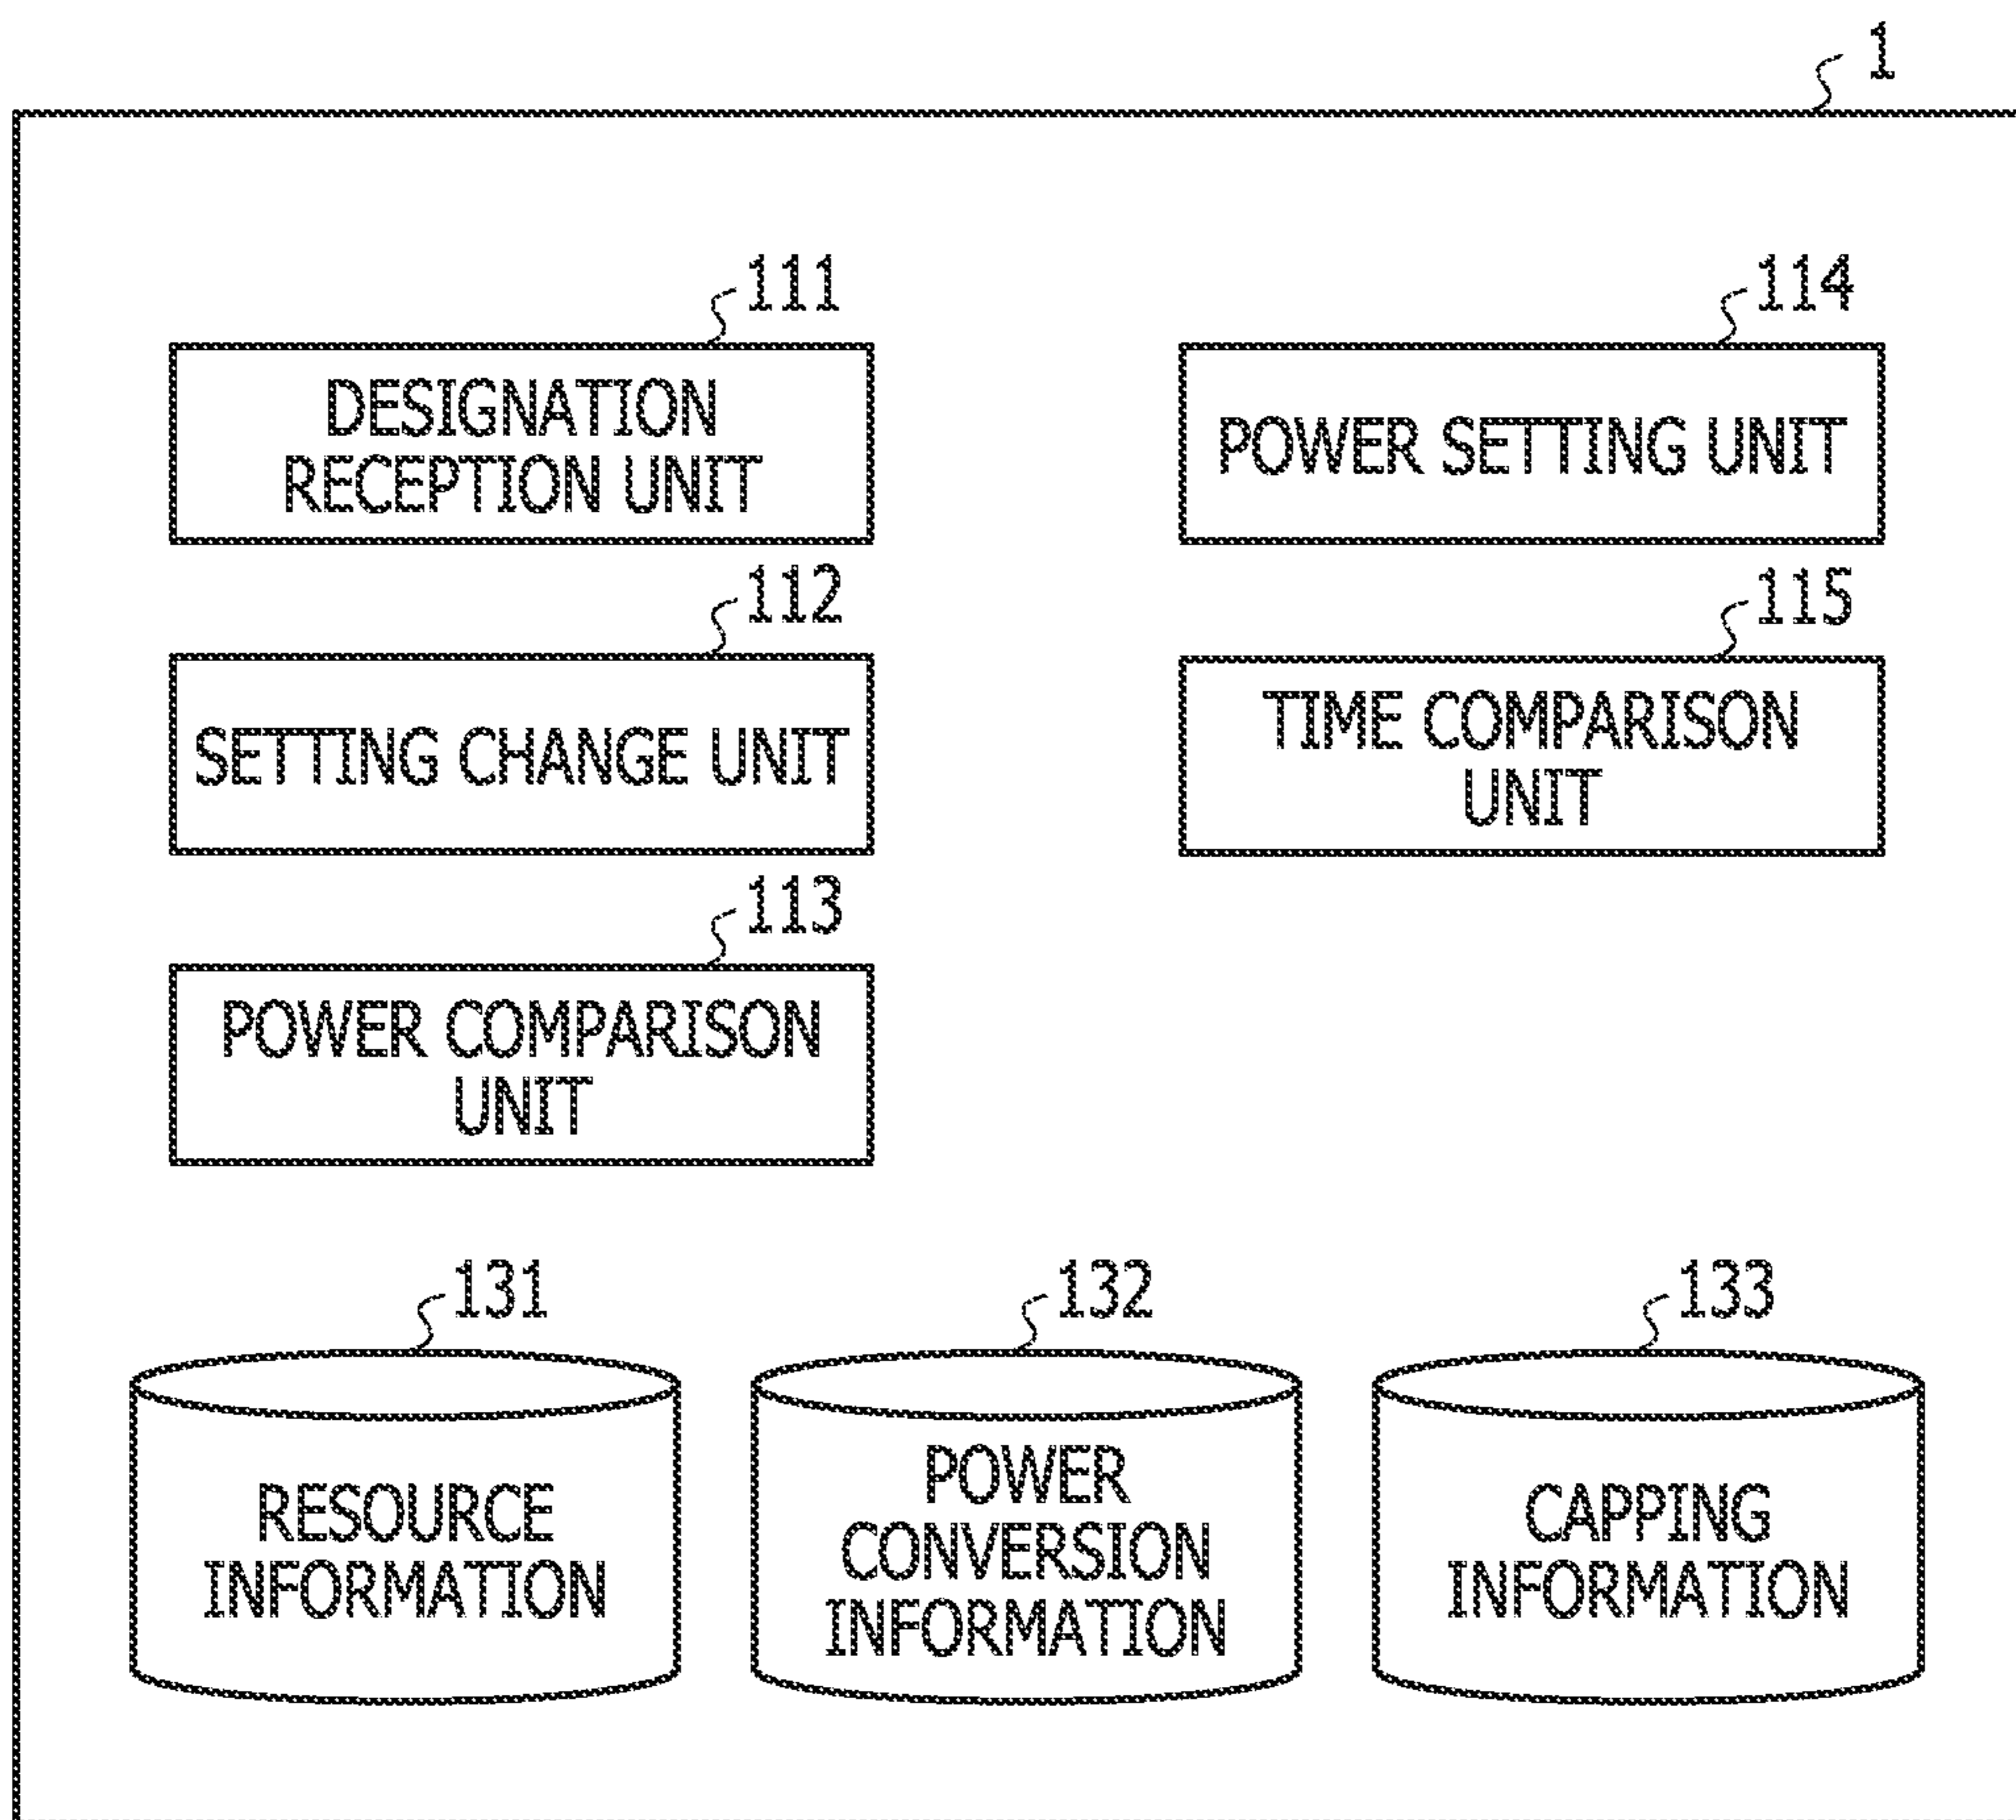 1
111
DESIGNATION
RECEPTION UNIT
114
POWER SETTING UNIT
112
SETTING CHANGE UNIT
115
TIME COMPARISON
UNIT
113
POWER COMPARISON
UNIT
131
RESOURCE
INFORMATION
132
POWER
CONVERSION
INFORMATION
133
CAPPING
INFORMATION